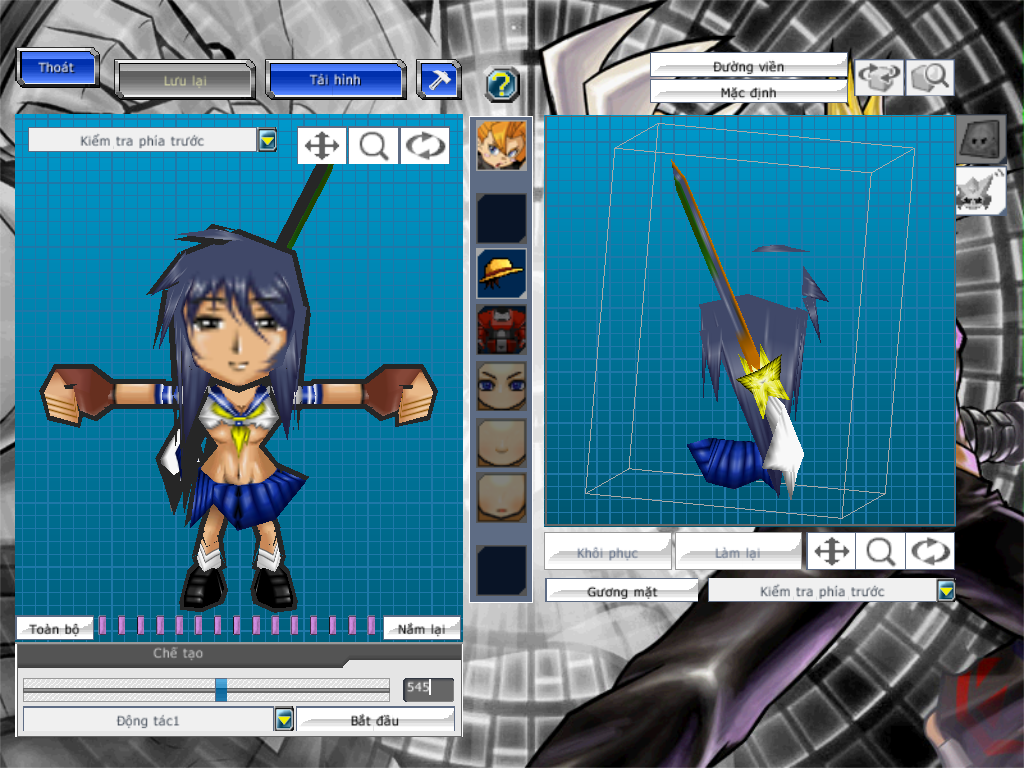 Thoát
Lưu lại
Tải hình
?
Đường viền
Mặc định
Kiểm tra phía trước
Khôi phục
Làm lại
Gương mặt
Kiểm tra phía trước
Toàn bộ
Nắm lại
Chế tạo
545
Động tác1
Bắt đầu